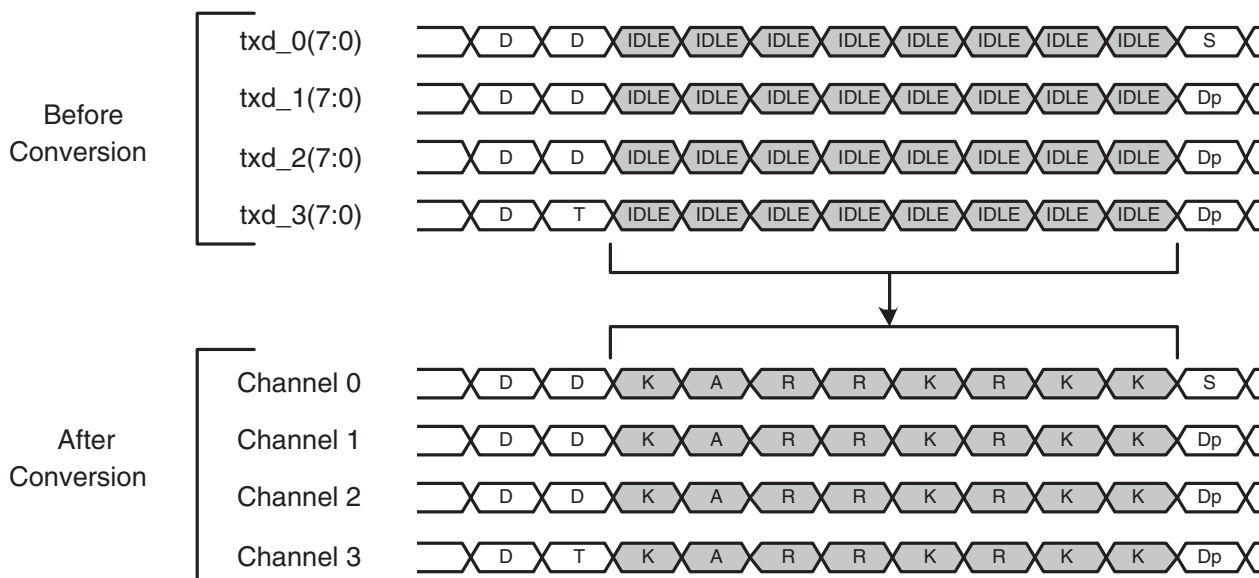 Before
Conversion
txd_0(7:0) D D IDLE IDLE IDLE IDLE IDLE IDLE IDLE IDLE S
txd_1(7:0) D D IDLE IDLE IDLE IDLE IDLE IDLE IDLE IDLE Dp
txd_2(7:0) D D IDLE IDLE IDLE IDLE IDLE IDLE IDLE IDLE Dp
txd_3(7:0) D T IDLE IDLE IDLE IDLE IDLE IDLE IDLE IDLE Dp
After
Conversion
Channel 0 D D K A R R K R K K S
Channel 1 D D K A R R K R K K Dp
Channel 2 D D K A R R K R K K Dp
Channel 3 D T K A R R K R K K Dp